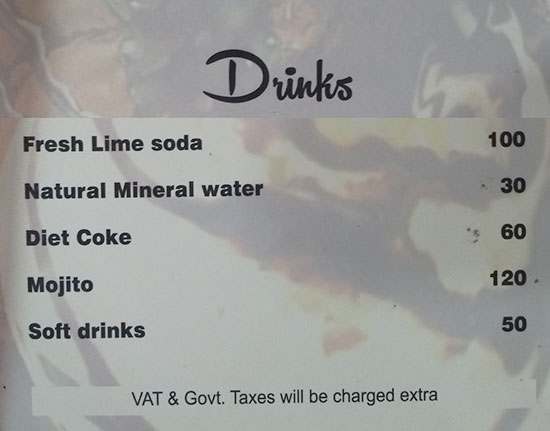 Drinks
Fresh Lime soda 100
Natural Mineral water 30
Diet Coke 60
Mojito 120
Soft drinks 50
VAT & Govt. Taxes will be charged extra